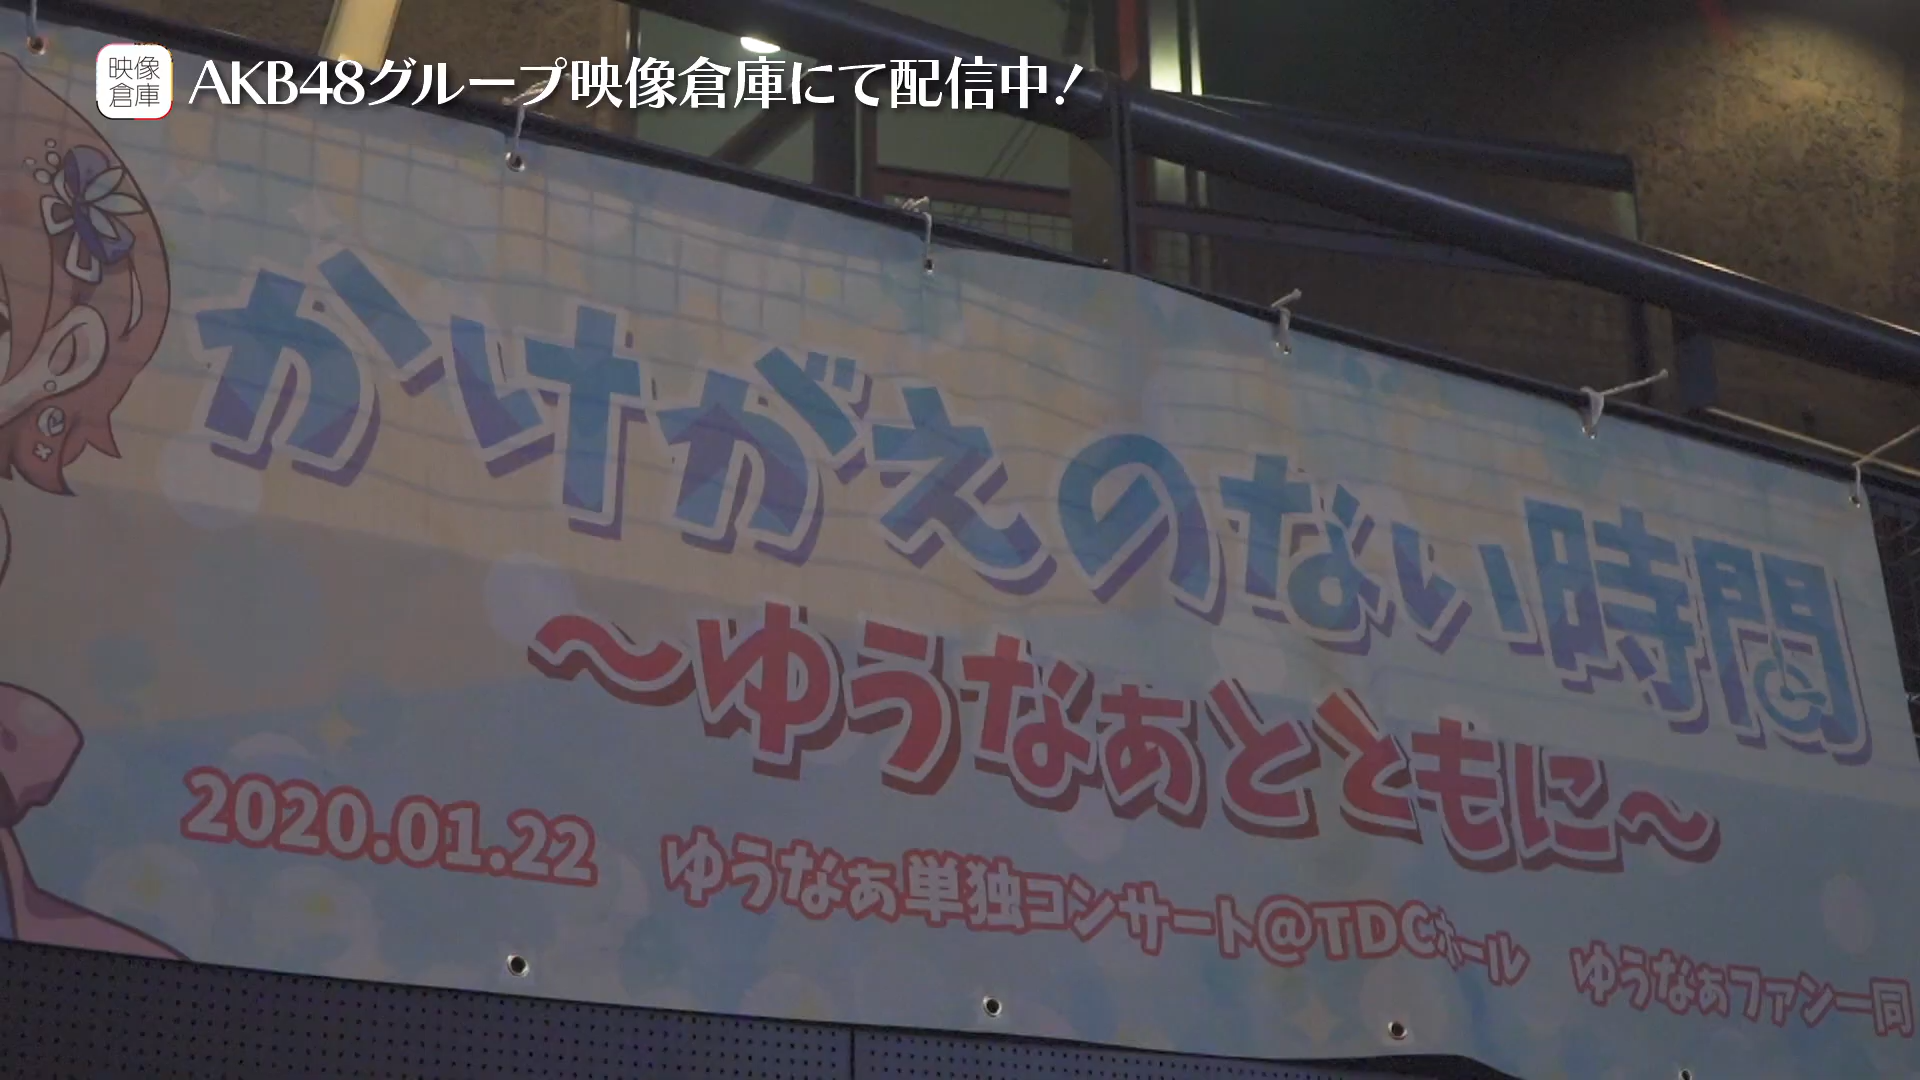 映像
倉庫
AKB48グループ映像倉庫にて配信中！
かけがえのない時間
～ゆうなぁとともに～
2020.01.22 ゆうなぁ単独コンサート@TDCホール ゆうなぁファン一同